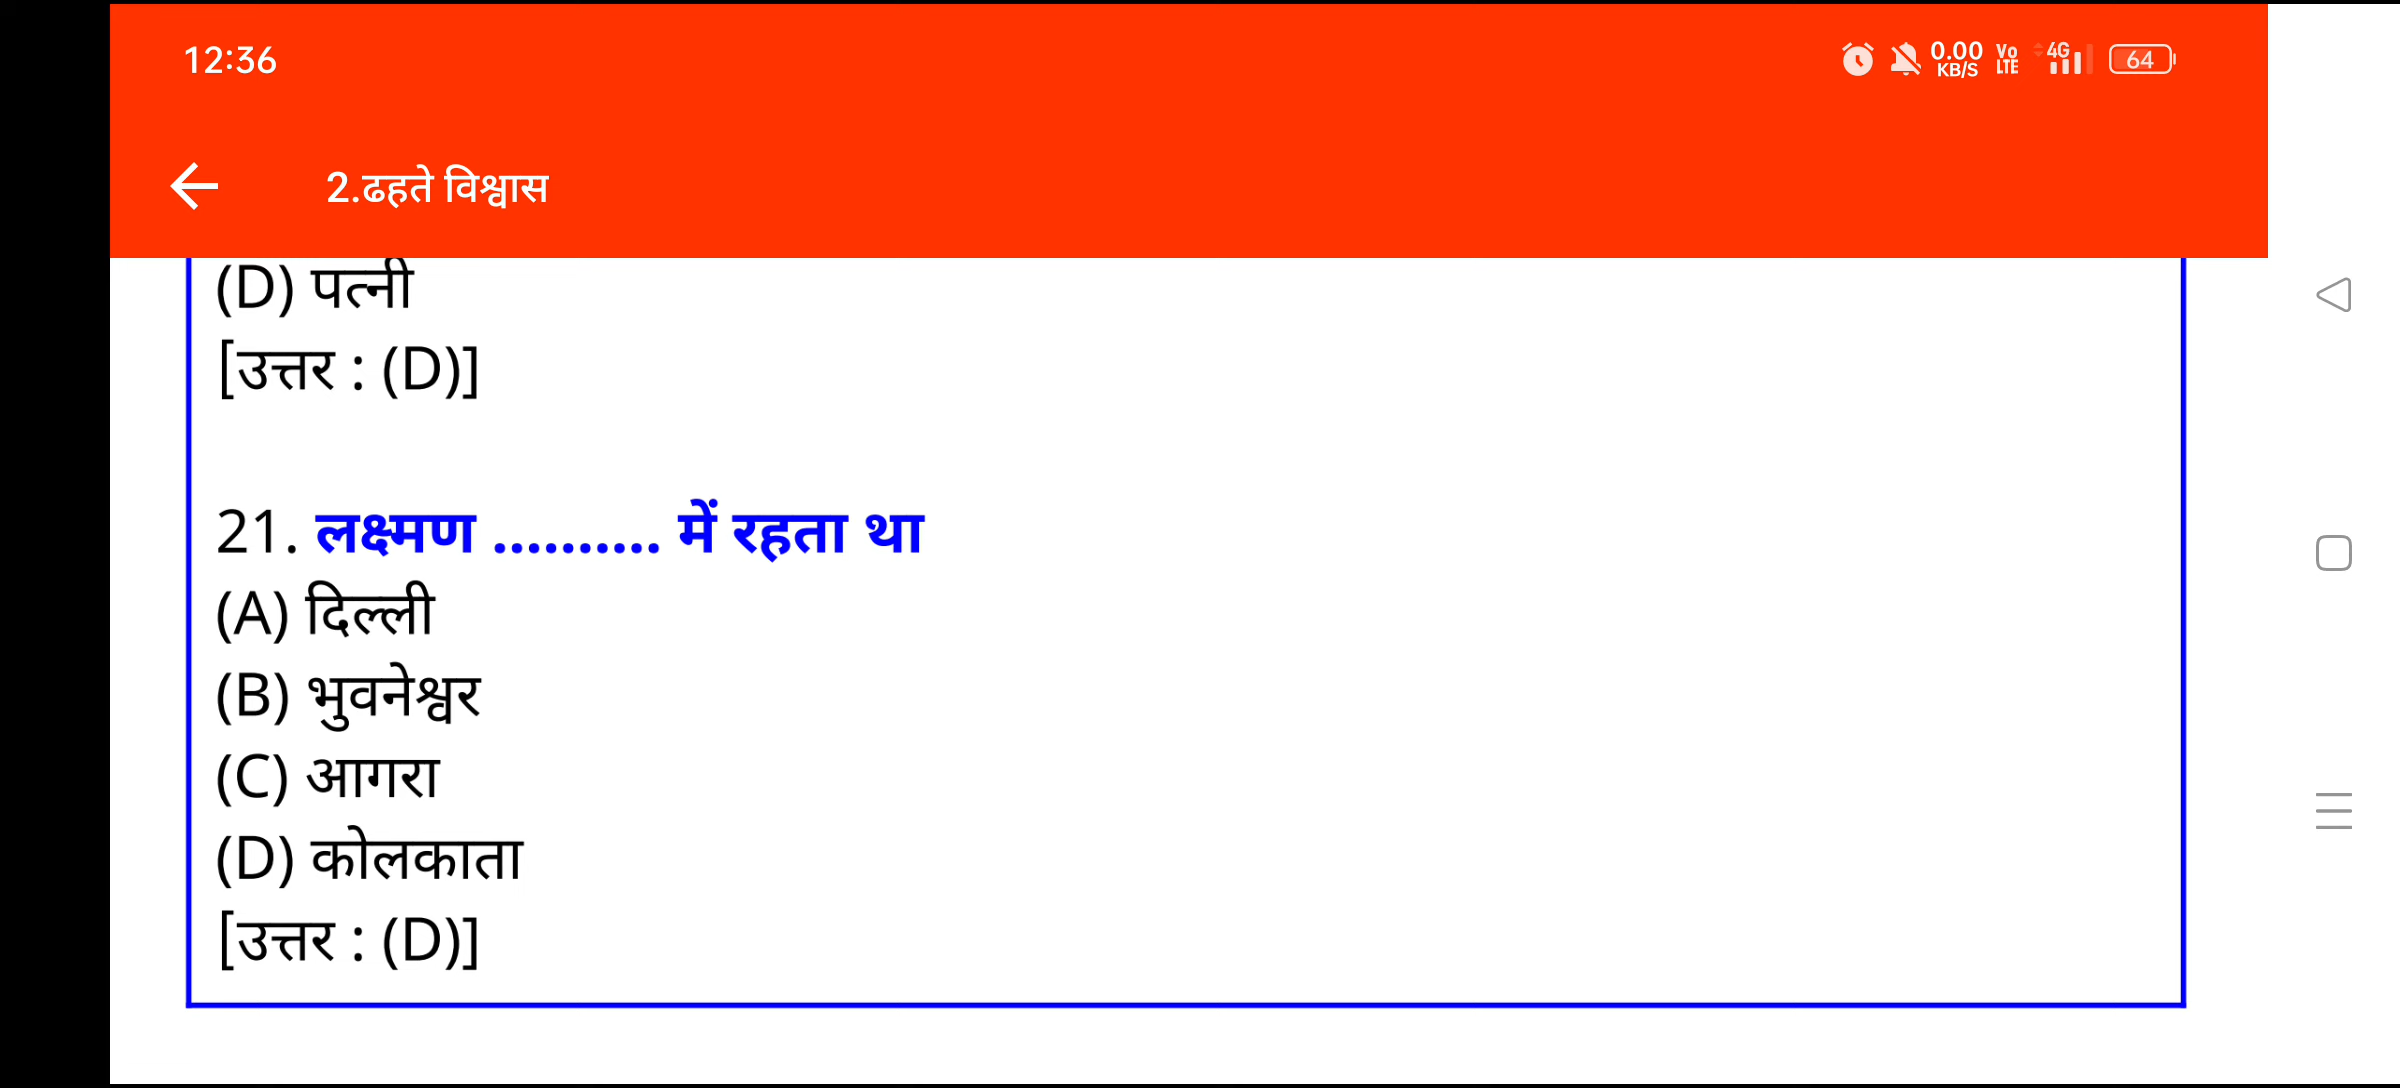 12:36
0.00 KB/S Vo LTE 4G 64
2.ढहते विश्वास
(D) पत्नी
[उत्तर : (D)]
21. लक्ष्मण .......... में रहता था
(A) दिल्ली
(B) भुवनेश्वर
(C) आगरा
(D) कोलकाता
[उत्तर : (D)]